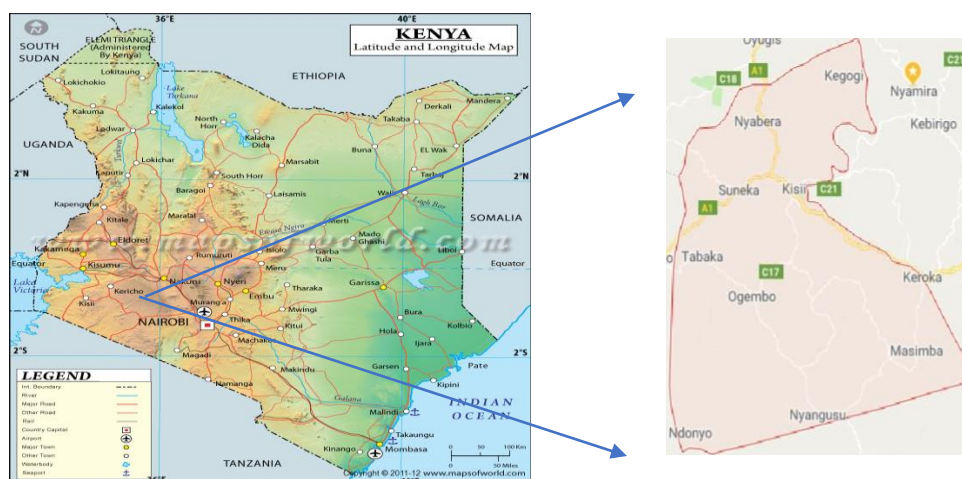 36°E
40°E
KENYA
Latitude and Longitude Map
SOUTH
SUDAN
ELEMI TRIANGLE
(Administered
By Kenya)
ETHIOPIA
Lokichokio
Lokitaung
Lake
Turkana
Kakuma
Kalekol
North
Horr
Kalacha
Dida
Derkali
Mandera
Takaba
Lodwar
UGANDA
Buna
EL Wak
Lokichar
Marsabit
Tarbaj
2°N
2°N
South Horr
Baragoi
Laisamis
Kapenguria
Kitale
Maralal
Merti
SOMALIA
Eldoret
www.mapsofworld.com
Mado
Ghashi
Kakamega
Rumuruti
Isiolo
Garba
Tula
Liboi
Equator
Kisumu
Meru
Equator
Lake
Victoria
Kericho
Nakuru
Nyeri
Embu
Tharaka
Garissa
Kisii
Murang'a
Mwingi
Bura
NAIROBI
Thika
Kitui
Hola
Kolbio
Machakos
Ijara
2°S
Magadi
2°S
Makindu
Garsen
Pate
Namanga
Kipini
Galana
INDIAN
OCEAN
Malindi
Takaungu
Kinango
Mombasa
TANZANIA
0 50 100 Km
0 50 Miles
Copyright © 2011-12 www.mapsofworld.com
LEGEND
Int. Boundary
River
Major Road
Other Road
Rail
Country Capital
Airport
Major Town
Other Town
Waterbody
Seaport
Oyugis
C18
A1
Kegogi
C21
Nyamira
Nyabera
Kebirigo
Suneka
Kisii
C21
A1
Tabaka
C17
Keroka
Ogembo
Masimba
Nyangusu
Ndonyo